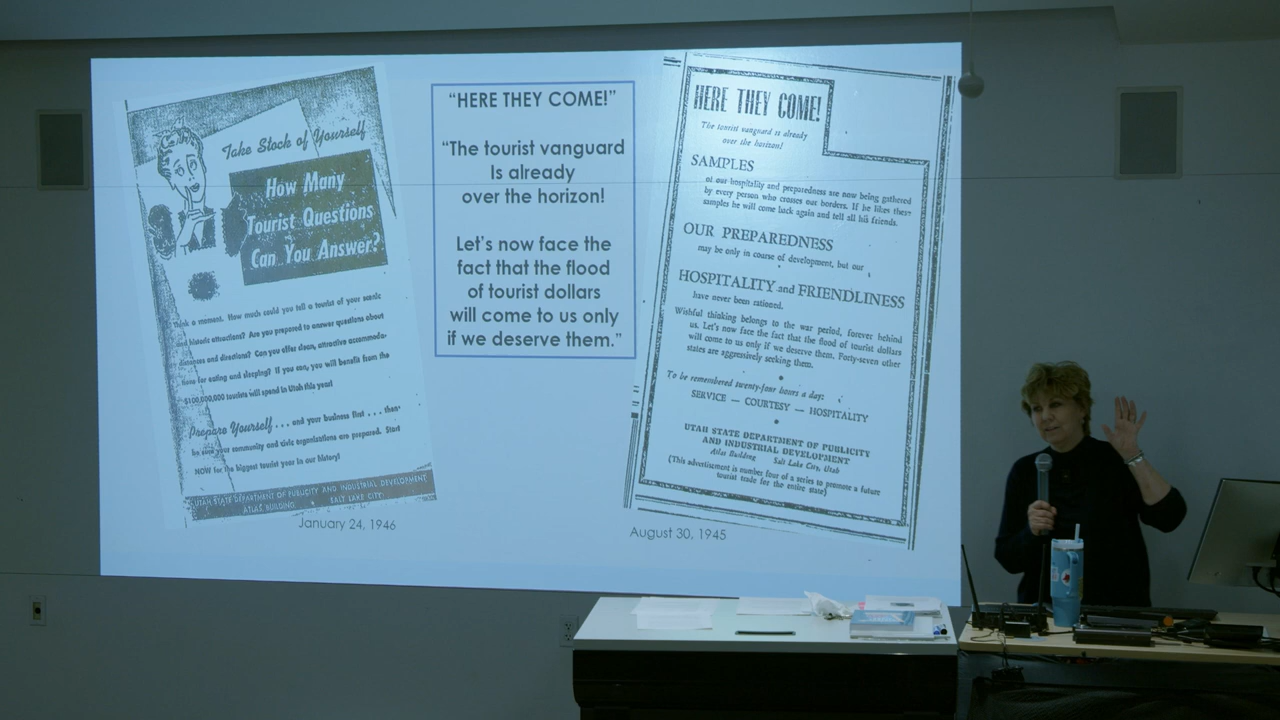 Take Stock of Yourself
How Many
Tourist Questions
Can You Answer?
Think a moment. How much could you tell a tourist of your scenic
and historic attractions? Are you prepared to answer questions about
distances and directions? Can you offer clean, attractive accommoda-
tions for eating and sleeping? If you can, you will benefit from the
$100,000,000 tourists will spend in Utah this year!
Prepare Yourself . . . and your business first . . . then
be sure your community and civic organizations are prepared. Start
NOW for the biggest tourist year in our history!
UTAH STATE DEPARTMENT OF PUBLICITY AND INDUSTRIAL DEVELOPMENT
ATLAS BUILDING SALT LAKE CITY
January 24, 1946
“HERE THEY COME!”
“The tourist vanguard
Is already
over the horizon!
Let’s now face the
fact that the flood
of tourist dollars
will come to us only
if we deserve them.”
HERE THEY COME!
The tourist vanguard is already
over the horizon!
SAMPLES
of our hospitality and preparedness are now being gathered
by every person who crosses our borders. If he likes these
samples he will come back again and tell all his friends.
OUR PREPAREDNESS
may be only in course of development, but our
HOSPITALITY and FRIENDLINESS
have never been rationed.
Wishful thinking belongs to the war period, forever behind
us. Let's now face the fact that the flood of tourist dollars
will come to us only if we deserve them. Forty-seven other
states are aggressively seeking them.
To be remembered twenty-four hours a day:
SERVICE — COURTESY — HOSPITALITY
UTAH STATE DEPARTMENT OF PUBLICITY
AND INDUSTRIAL DEVELOPMENT
Atlas Building Salt Lake City, Utah
(This advertisement is number four of a series to promote a future
tourist trade for the entire state)
August 30, 1945